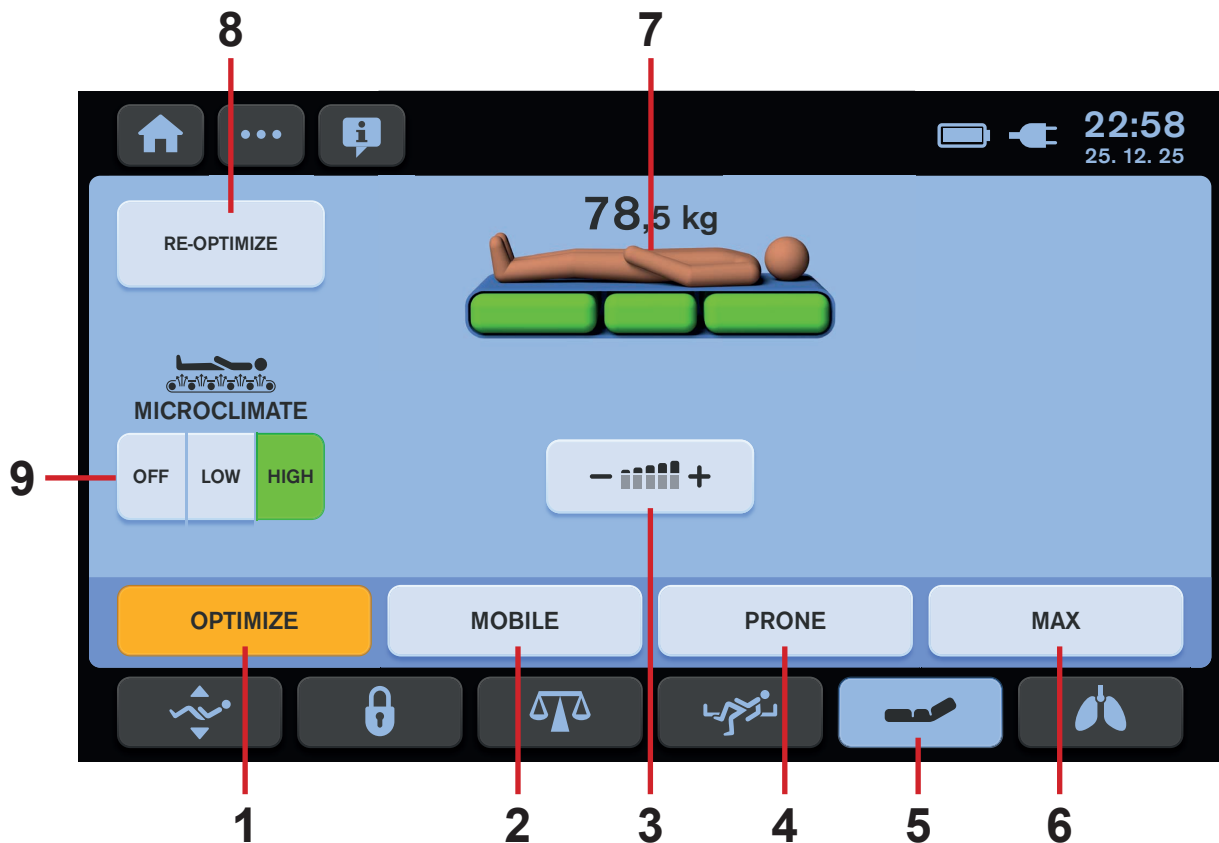 8 7
22:58
25. 12. 25
78,5 kg
RE-OPTIMIZE
MICROCLIMATE
9
OFF LOW HIGH
– +
OPTIMIZE MOBILE PRONE MAX
1 2 3 4 5 6